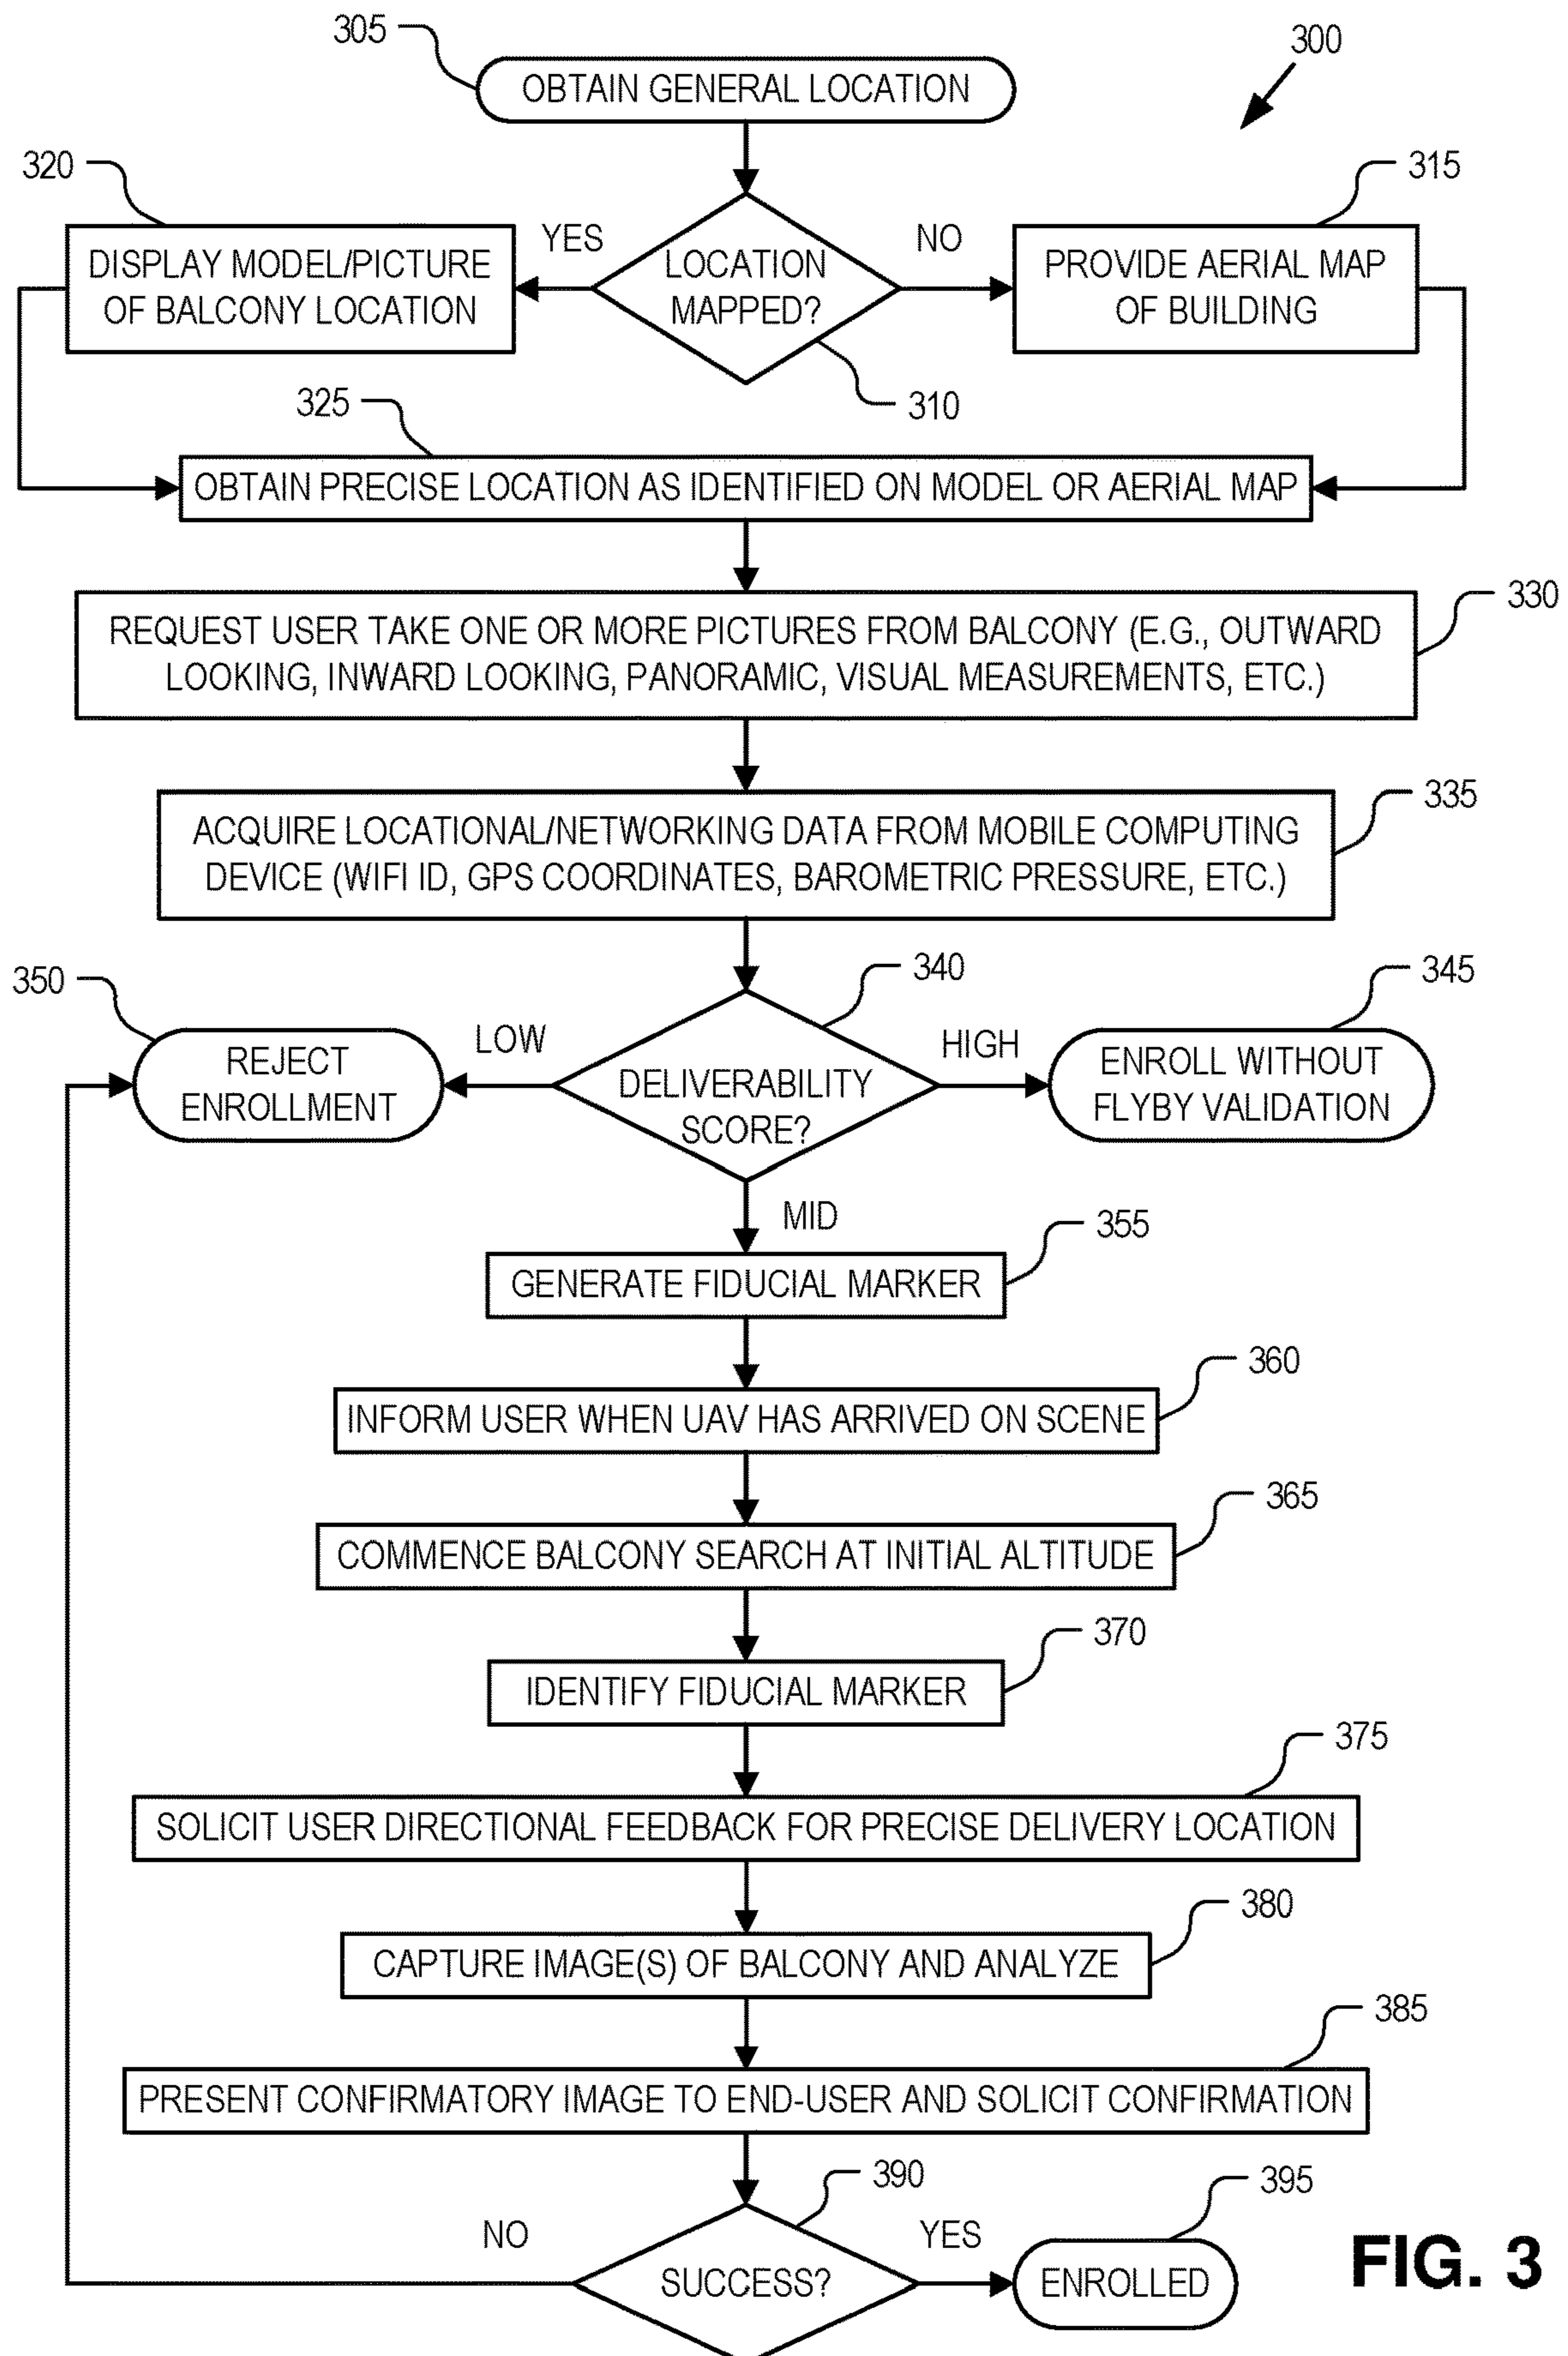 305
300
OBTAIN GENERAL LOCATION
320
315
YES
NO
DISPLAY MODEL/PICTURE
OF BALCONY LOCATION
LOCATION
MAPPED?
PROVIDE AERIAL MAP
OF BUILDING
325
310
OBTAIN PRECISE LOCATION AS IDENTIFIED ON MODEL OR AERIAL MAP
330
REQUEST USER TAKE ONE OR MORE PICTURES FROM BALCONY (E.G., OUTWARD
LOOKING, INWARD LOOKING, PANORAMIC, VISUAL MEASUREMENTS, ETC.)
335
ACQUIRE LOCATIONAL/NETWORKING DATA FROM MOBILE COMPUTING
DEVICE (WIFI ID, GPS COORDINATES, BAROMETRIC PRESSURE, ETC.)
350
340
345
LOW
HIGH
REJECT
ENROLLMENT
DELIVERABILITY
SCORE?
ENROLL WITHOUT
FLYBY VALIDATION
MID
355
GENERATE FIDUCIAL MARKER
360
INFORM USER WHEN UAV HAS ARRIVED ON SCENE
365
COMMENCE BALCONY SEARCH AT INITIAL ALTITUDE
370
IDENTIFY FIDUCIAL MARKER
375
SOLICIT USER DIRECTIONAL FEEDBACK FOR PRECISE DELIVERY LOCATION
380
CAPTURE IMAGE(S) OF BALCONY AND ANALYZE
385
PRESENT CONFIRMATORY IMAGE TO END-USER AND SOLICIT CONFIRMATION
390
395
NO
YES
SUCCESS?
ENROLLED
FIG. 3